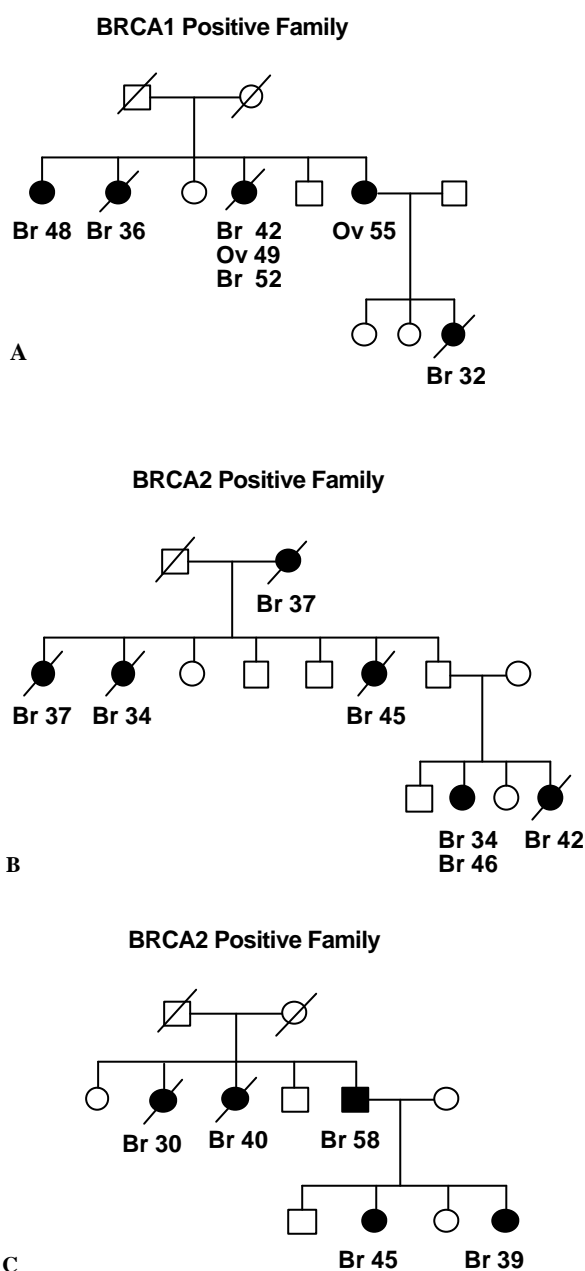 BRCA1 Positive Family
Br 48 Br 36 Br 42 Ov 55
Ov 49
Br 52
Br 32
A
BRCA2 Positive Family
Br 37
Br 37 Br 34 Br 45
Br 34 Br 42
Br 46
B
BRCA2 Positive Family
Br 30 Br 40 Br 58
Br 45 Br 39
C